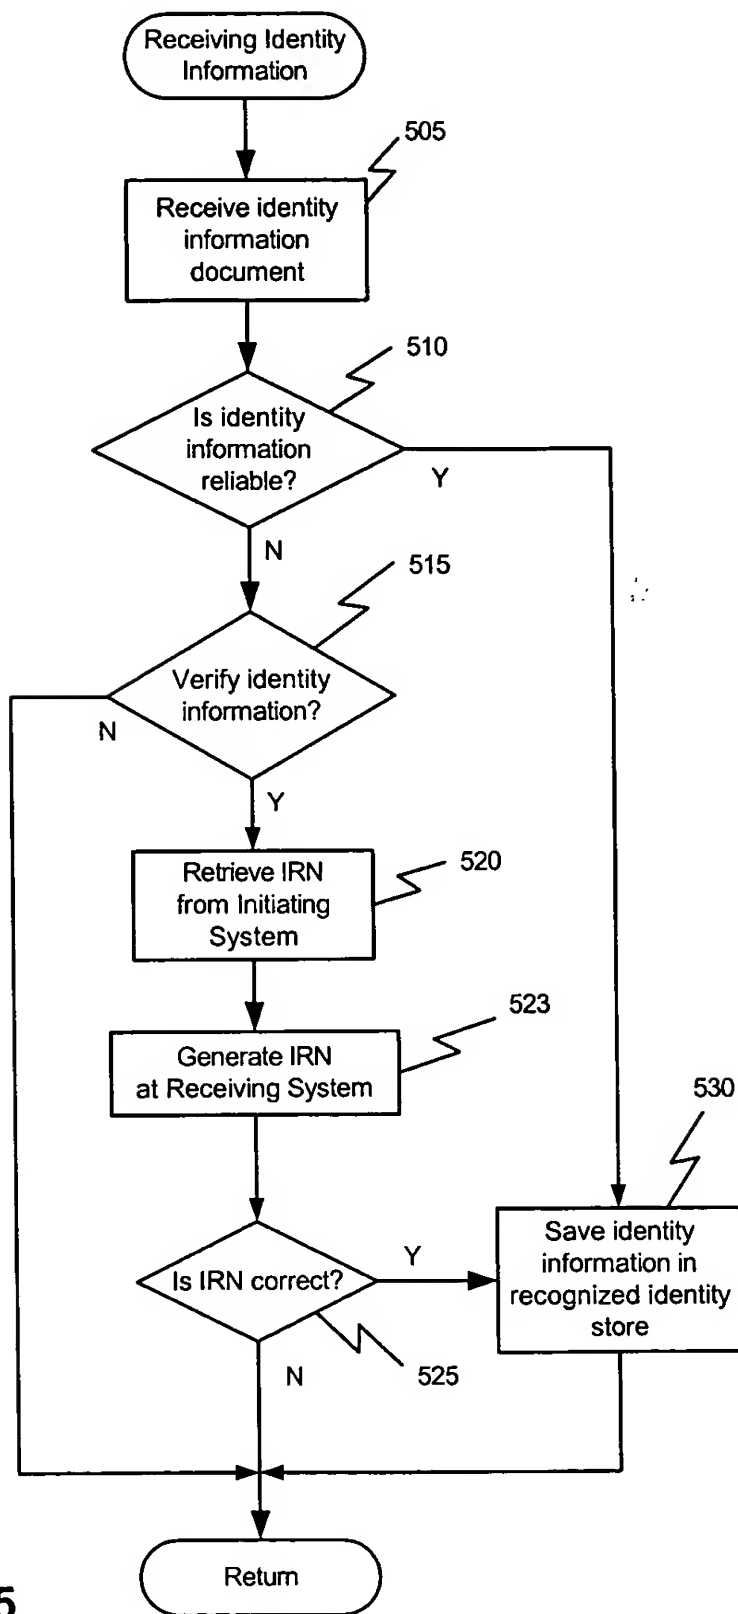 Receiving Identity
Information
505
Receive identity
information
document
510
Is identity
information
reliable?
Y
N
515
Verify identity
information?
N
Y
520
Retrieve IRN
from Initiating
System
523
Generate IRN
at Receiving System
530
Save identity
information in
recognized identity
store
Is IRN correct?
Y
N
525
Return
5